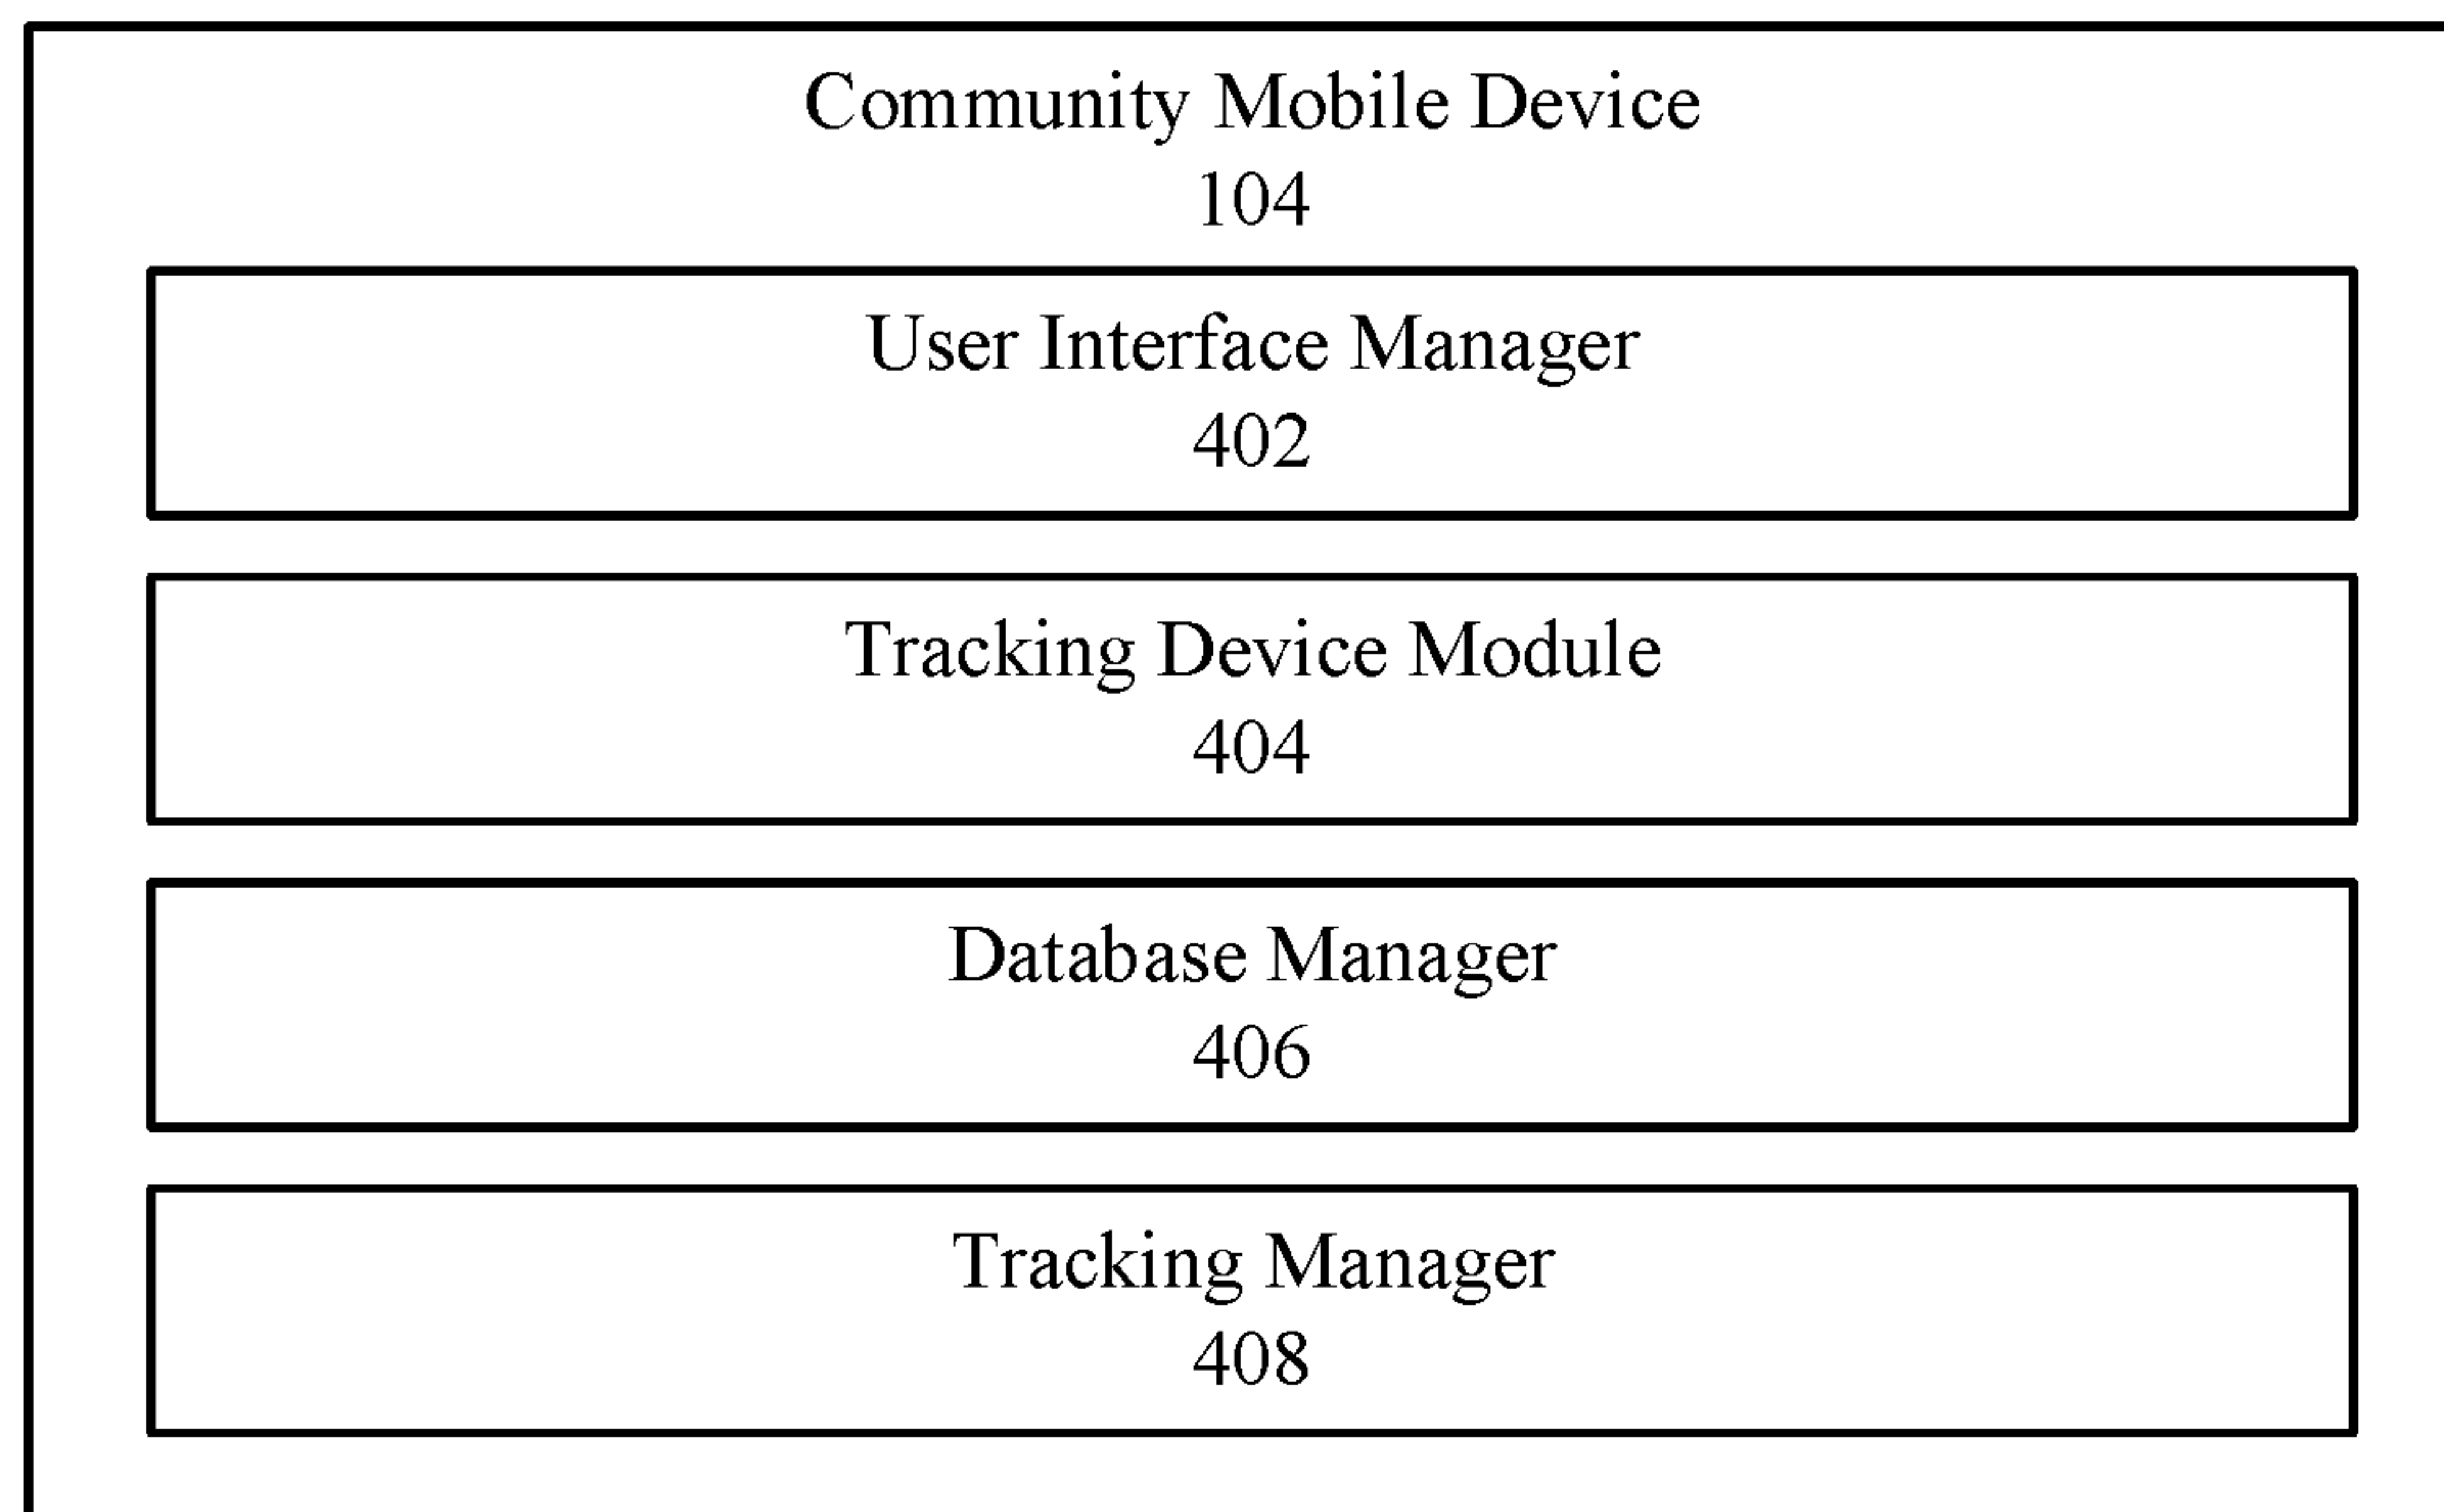 Community Mobile Device
104
User Interface Manager
402
Tracking Device Module
404
Database Manager
406
Tracking Manager
408